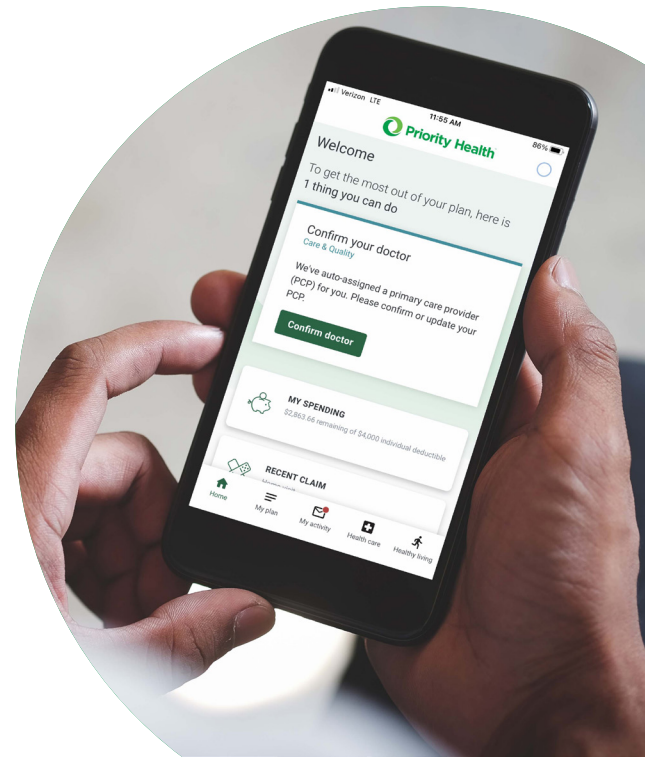 Verizon LTE
11:55 AM
86%
Priority Health
Welcome
To get the most out of your plan, here is
1 thing you can do
Confirm your doctor
Care & Quality
We've auto-assigned a primary care provider
(PCP) for you. Please confirm or update your
PCP.
Confirm doctor
MY SPENDING
$2,863.66 remaining of $4,000 individual deductible
RECENT CLAIM
Home
My plan
My activity
Health care
Healthy living